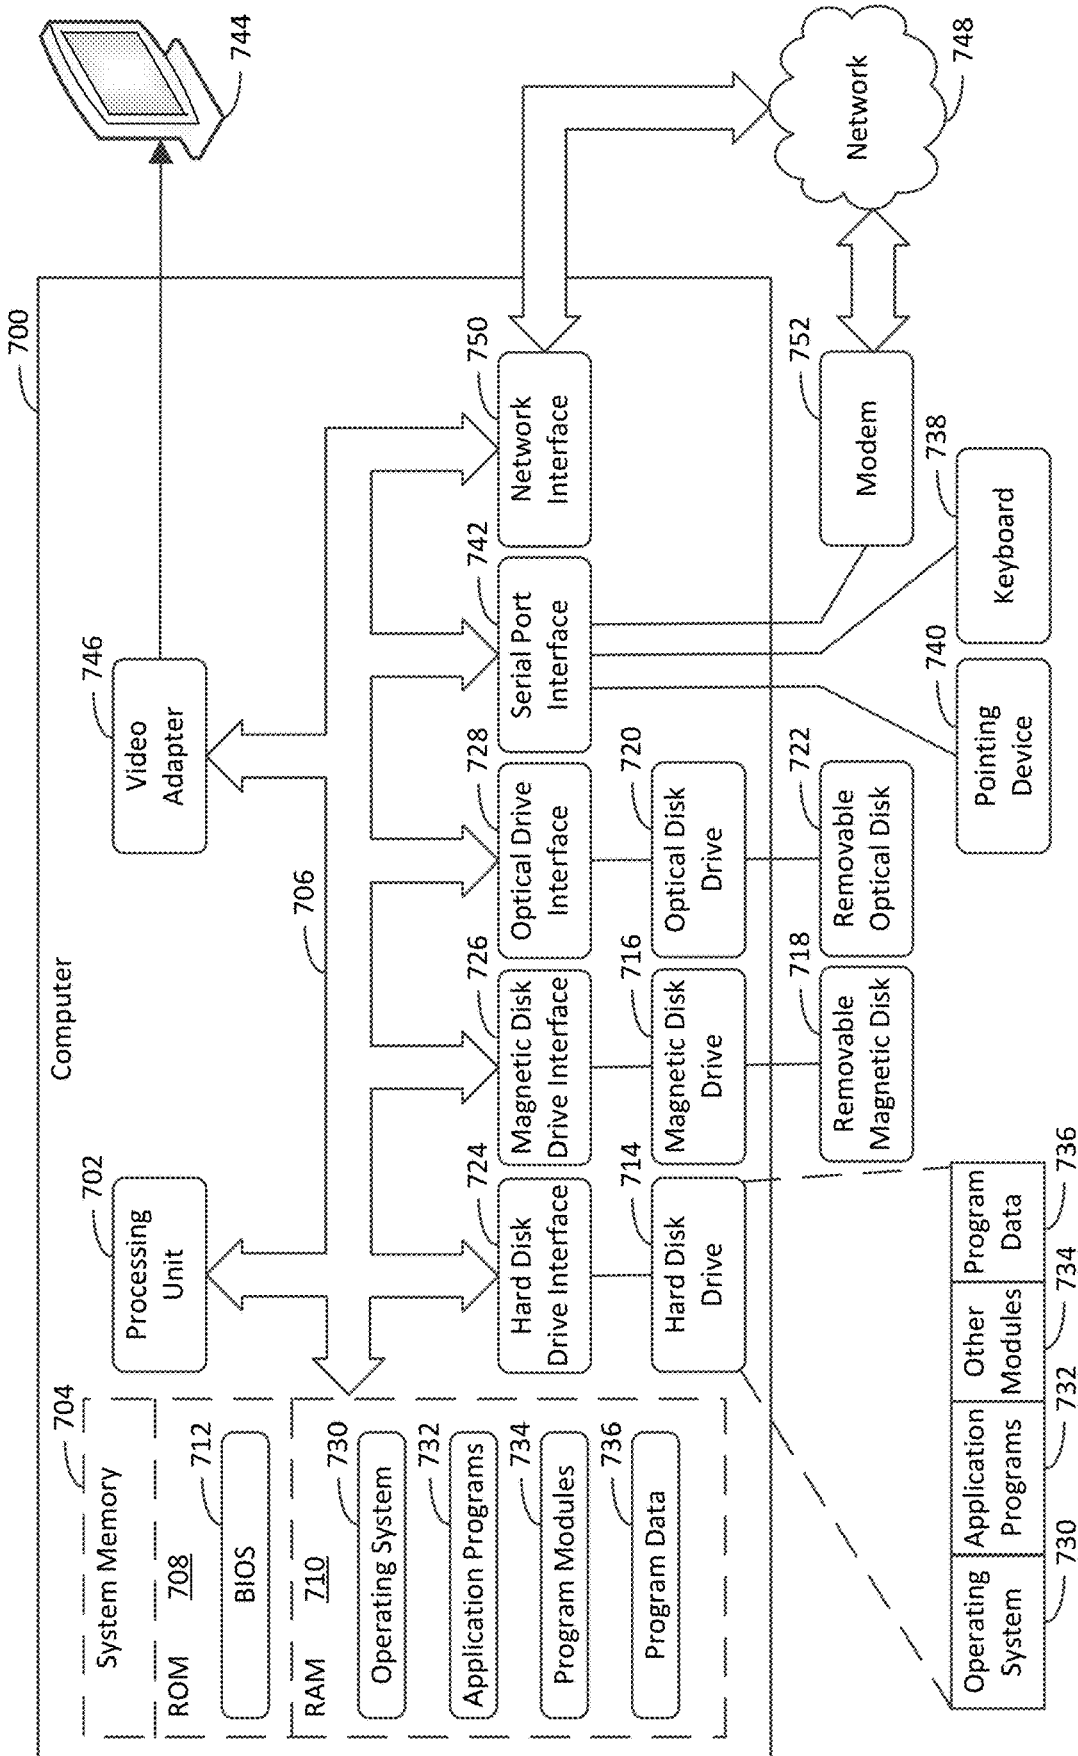 700
Computer
744
System Memory
704
ROM
708
712
BIOS
RAM
710
730
Operating System
732
Application Programs
734
Program Modules
736
Program Data
702
Processing
Unit
746
Video
Adapter
706
724
Hard Disk
Drive Interface
726
Magnetic Disk
Drive Interface
728
Optical Drive
Interface
742
Serial Port
Interface
750
Network
Interface
714
Hard Disk
Drive
716
Magnetic Disk
Drive
720
Optical Disk
Drive
718
Removable
Magnetic Disk
722
Removable
Optical Disk
752
Modem
Network
748
740
Pointing
Device
738
Keyboard
Operating
System
Application
Programs
Other
Modules
Program
Data
730
732
734
736